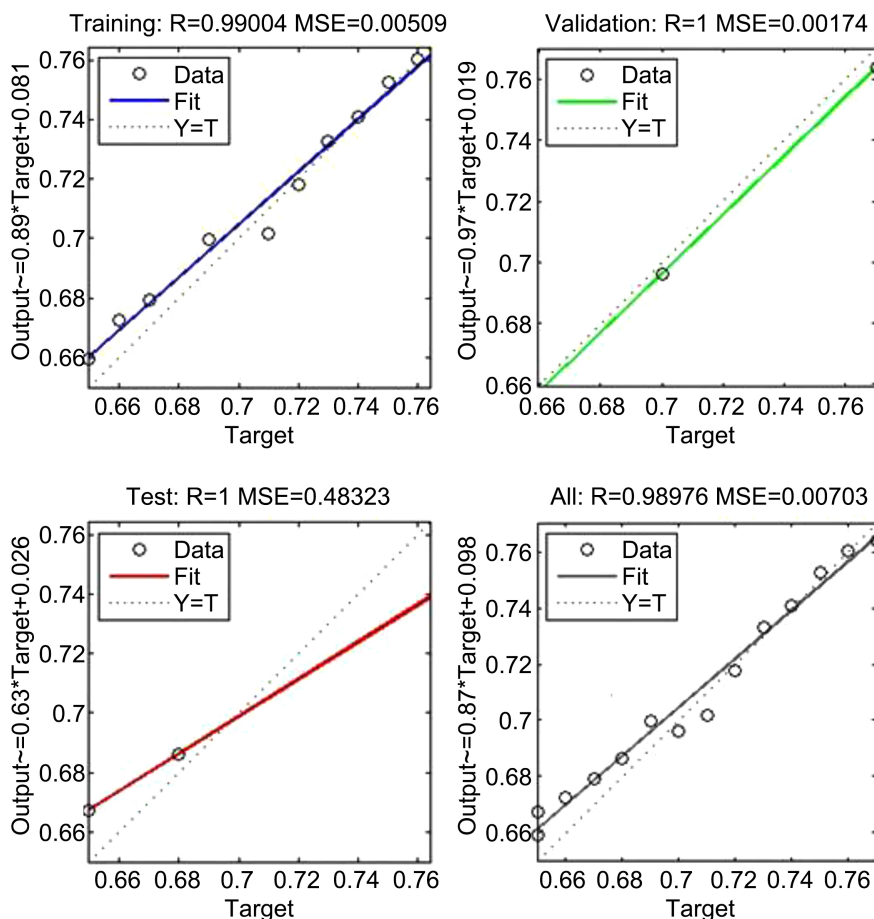 Training: R=0.99004 MSE=0.00509
Output~=0.89*Target+0.081
0.76
0.74
0.72
0.7
0.68
0.66
Data
Fit
Y=T
0.66 0.68 0.7 0.72 0.74 0.76
Target
Validation: R=1 MSE=0.00174
Output~=0.97*Target+0.019
0.76
0.74
0.72
0.7
0.68
0.66
Data
Fit
Y=T
0.66 0.68 0.7 0.72 0.74 0.76
Target
Test: R=1 MSE=0.48323
Output~=0.63*Target+0.026
0.76
0.74
0.72
0.7
0.68
0.66
Data
Fit
Y=T
0.66 0.68 0.7 0.72 0.74 0.76
Target
All: R=0.98976 MSE=0.00703
Output~=0.87*Target+0.098
0.76
0.74
0.72
0.7
0.68
0.66
Data
Fit
Y=T
0.66 0.68 0.7 0.72 0.74 0.76
Target